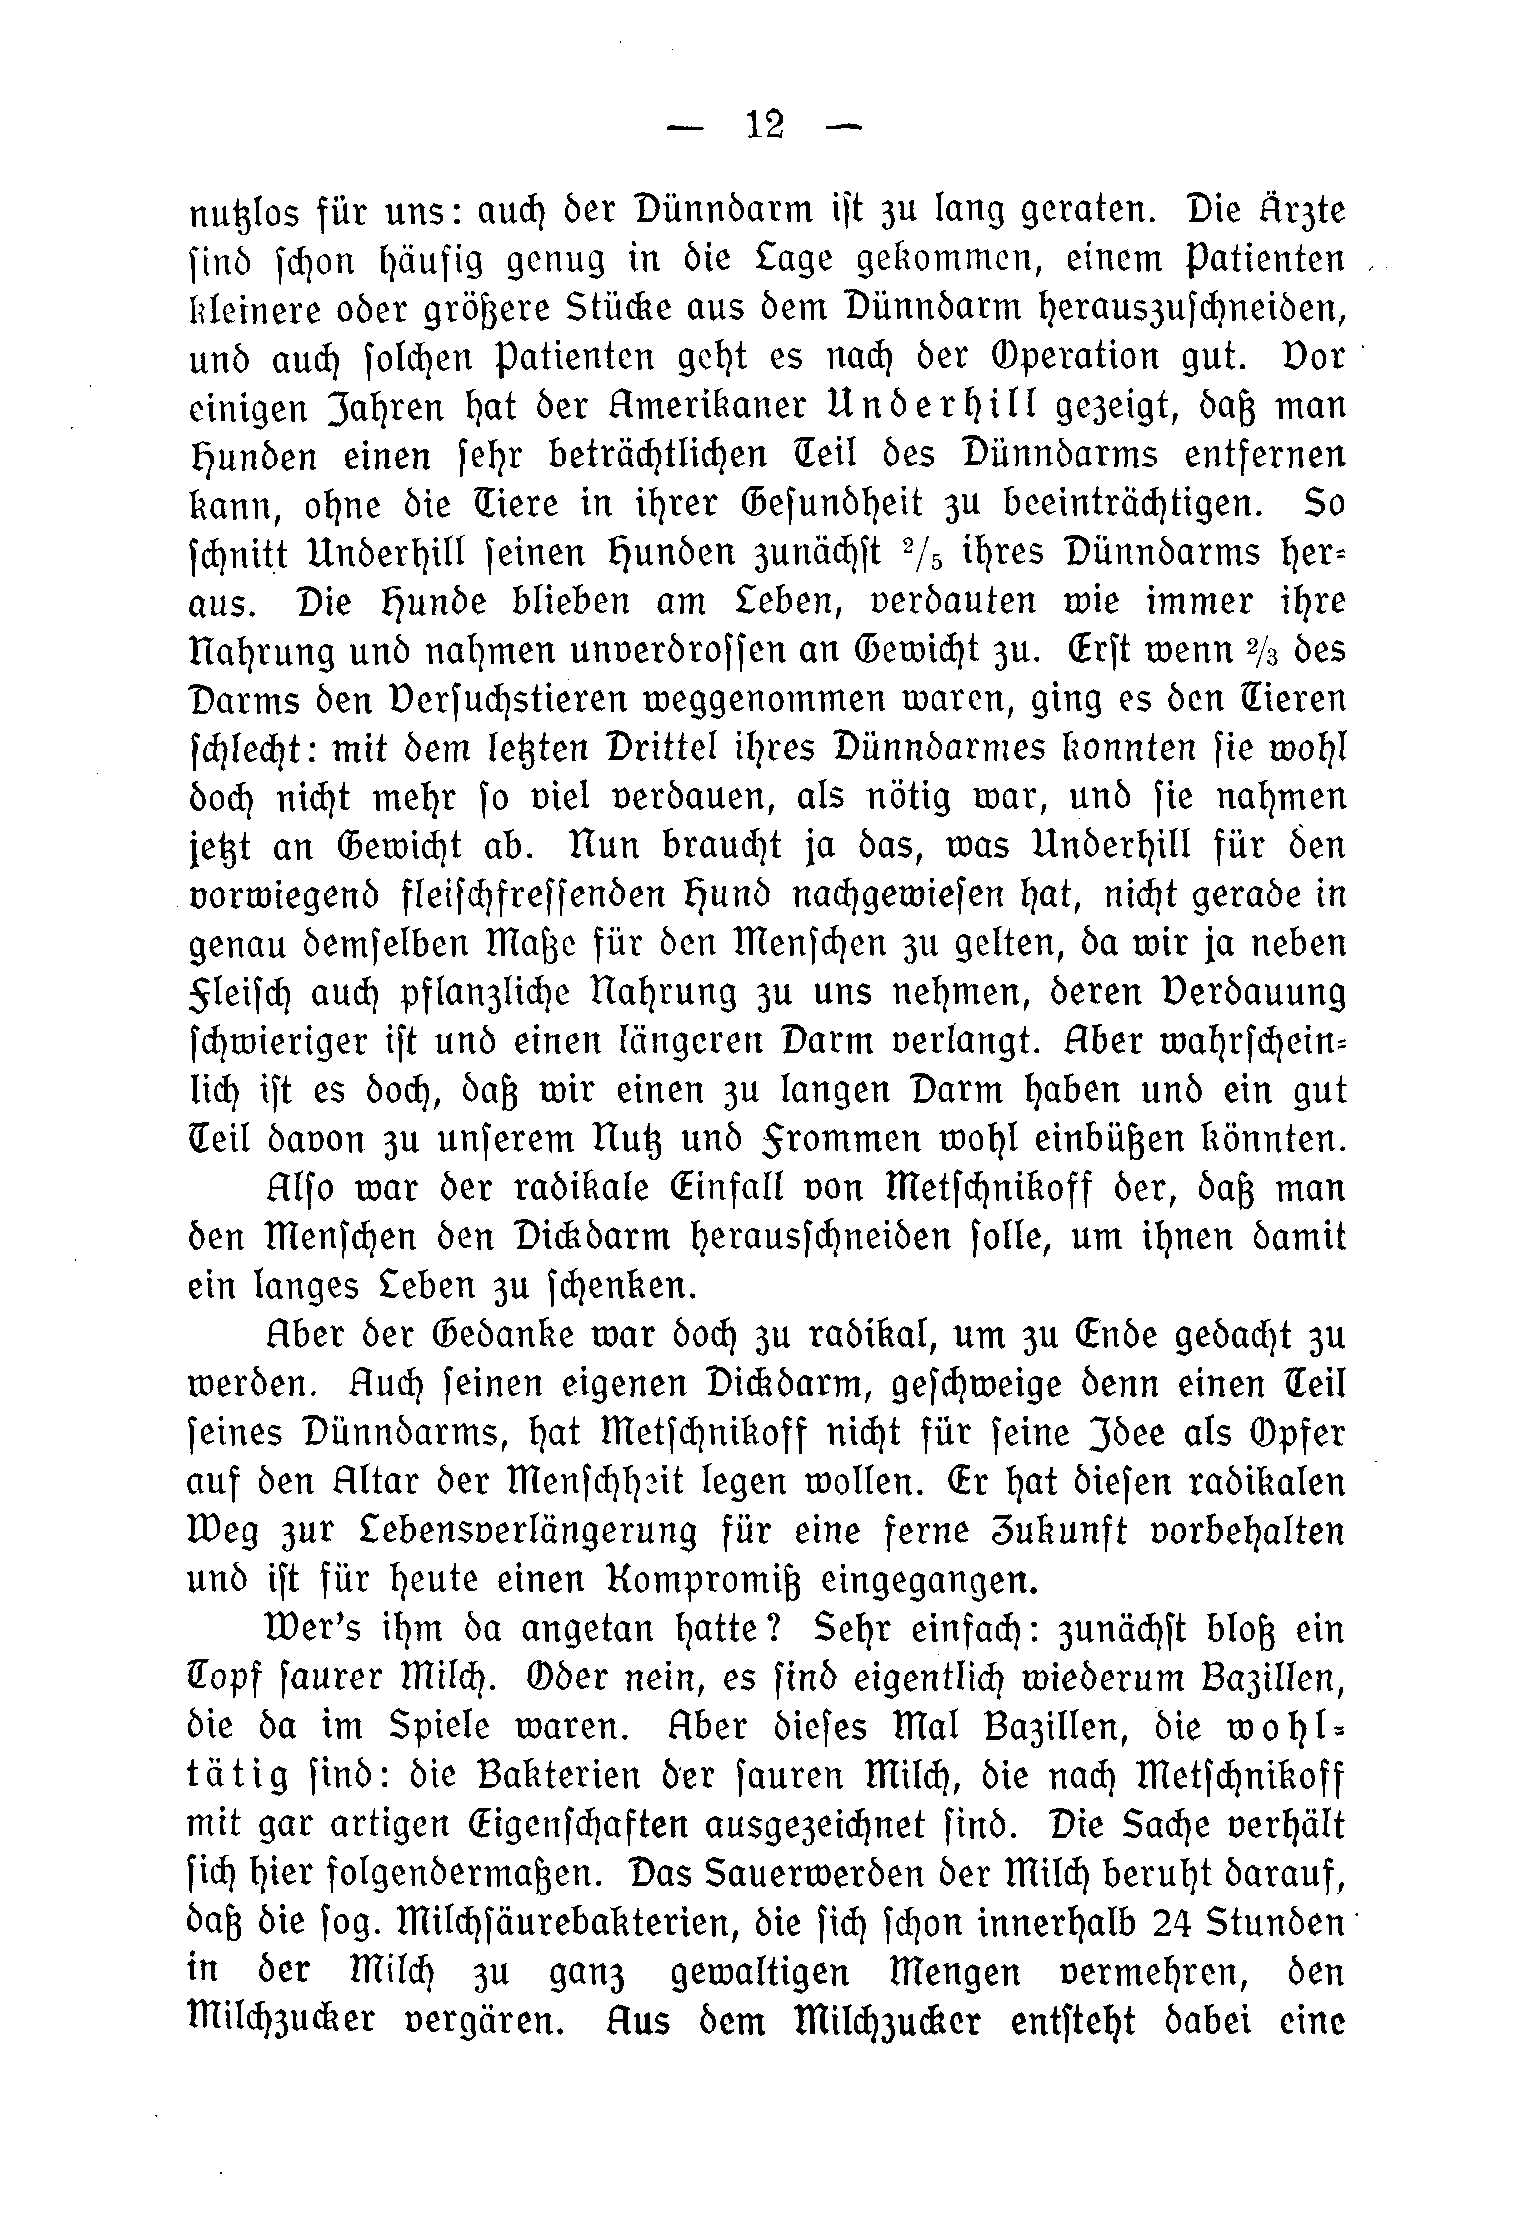 — 12 —
nutzlos für uns: auch der Dünndarm ist zu lang geraten. Die Ärzte
sind schon häufig genug in die Lage gekommen, einem Patienten
kleinere oder größere Stücke aus dem Dünndarm herauszuschneiden,
und auch solchen Patienten geht es nach der Operation gut. Vor
einigen Jahren hat der Amerikaner Underhill gezeigt, daß man
Hunden einen sehr beträchtlichen Teil des Dünndarms entfernen
kann, ohne die Tiere in ihrer Gesundheit zu beeinträchtigen. So
schnitt Underhill seinen Hunden zunächst 2/5 ihres Dünndarms her-
aus. Die Hunde blieben am Leben, verdauten wie immer ihre
Nahrung und nahmen unverdrossen an Gewicht zu. Erst wenn 2/3 des
Darms den Versuchstieren weggenommen waren, ging es den Tieren
schlecht: mit dem letzten Drittel ihres Dünndarmes konnten sie wohl
doch nicht mehr so viel verdauen, als nötig war, und sie nahmen
jetzt an Gewicht ab. Nun braucht ja das, was Underhill für den
vorwiegend fleischfressenden Hund nachgewiesen hat, nicht gerade in
genau demselben Maße für den Menschen zu gelten, da wir ja neben
Fleisch auch pflanzliche Nahrung zu uns nehmen, deren Verdauung
schwieriger ist und einen längeren Darm verlangt. Aber wahrschein-
lich ist es doch, daß wir einen zu langen Darm haben und ein gut
Teil davon zu unserem Nutz und Frommen wohl einbüßen könnten.
Also war der radikale Einfall von Metschnikoff der, daß man
den Menschen den Dickdarm herausschneiden solle, um ihnen damit
ein langes Leben zu schenken.
Aber der Gedanke war doch zu radikal, um zu Ende gedacht zu
werden. Auch seinen eigenen Dickdarm, geschweige denn einen Teil
seines Dünndarms, hat Metschnikoff nicht für seine Idee als Opfer
auf den Altar der Menschheit legen wollen. Er hat diesen radikalen
Weg zur Lebensverlängerung für eine ferne Zukunft vorbehalten
und ist für heute einen Kompromiß eingegangen.
Wer's ihm da angetan hatte? Sehr einfach: zunächst bloß ein
Topf saurer Milch. Oder nein, es sind eigentlich wiederum Bazillen,
die da im Spiele waren. Aber dieses Mal Bazillen, die wohl-
tätig sind: die Bakterien der sauren Milch, die nach Metschnikoff
mit gar artigen Eigenschaften ausgezeichnet sind. Die Sache verhält
sich hier folgendermaßen. Das Sauerwerden der Milch beruht darauf,
daß die sog. Milchsäurebakterien, die sich schon innerhalb 24 Stunden
in der Milch zu ganz gewaltigen Mengen vermehren, den
Milchzucker vergären. Aus dem Milchzucker entsteht dabei eine